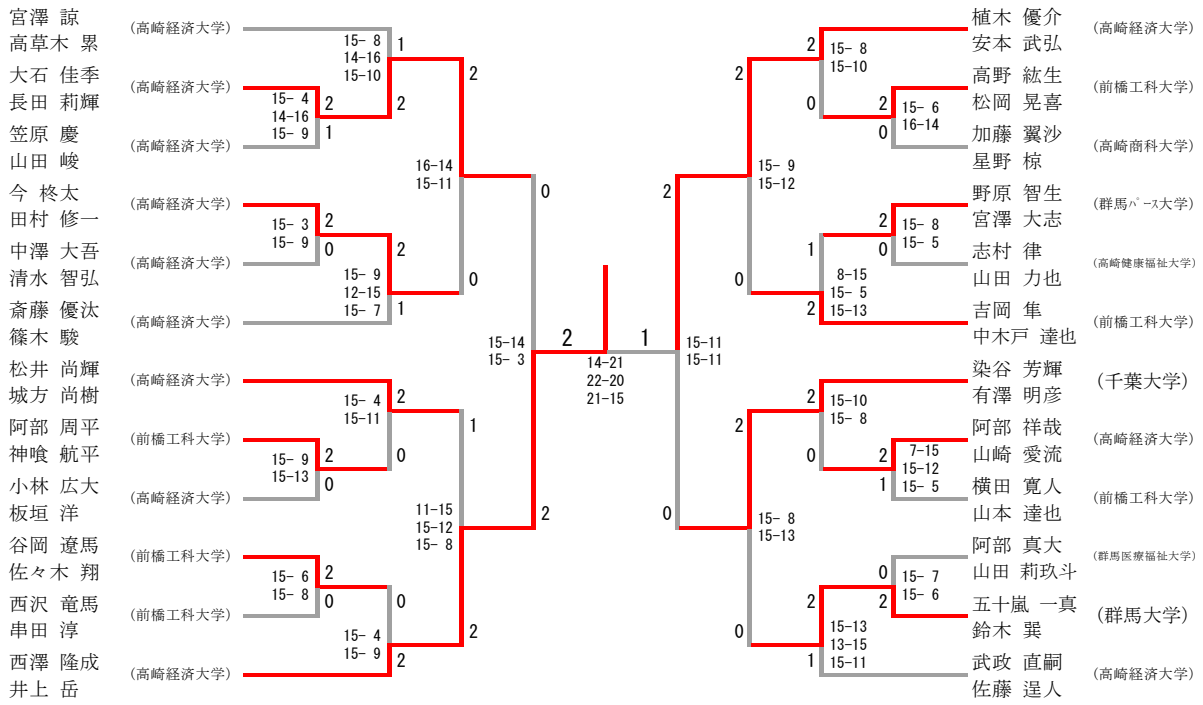 宮澤 諒
高草木 累
(高崎経済大学)
大石 佳季
長田 莉輝
(高崎経済大学)
笠原 慶
山田 峻
(高崎経済大学)
今 柊太
田村 修一
(高崎経済大学)
中澤 大吾
清水 智弘
(高崎経済大学)
斎藤 優汰
篠木 駿
(高崎経済大学)
松井 尚輝
城方 尚樹
(高崎経済大学)
阿部 周平
神喰 航平
(前橋工科大学)
小林 広大
板垣 洋
(高崎経済大学)
谷岡 遼馬
佐々木 翔
(前橋工科大学)
西沢 竜馬
串田 淳
(前橋工科大学)
西澤 隆成
井上 岳
(高崎経済大学)
15- 4
14-16
15- 9
2
1
15- 3
15- 9
2
0
15- 9
15-13
2
0
15- 6
15- 8
2
0
15- 8
14-16
15-10
1
2
15- 9
12-15
15- 7
2
1
15- 4
15-11
2
0
15- 4
15- 9
0
2
16-14
15-11
2
0
11-15
15-12
15- 8
1
2
15-14
15- 3
0
2
2
1
14-21
22-20
21-15
15-11
15-11
2
0
15- 9
15-12
2
0
15- 8
15-13
2
0
15- 8
15-10
2
0
8-15
15- 5
15-13
1
2
15-10
15- 8
2
0
15-13
13-15
15-11
2
1
15- 6
16-14
2
0
15- 8
15- 5
2
0
7-15
15-12
15- 5
2
1
15- 7
15- 6
0
2
植木 優介
安本 武弘
(高崎経済大学)
高野 紘生
松岡 晃喜
(前橋工科大学)
加藤 翼沙
星野 椋
(高崎商科大学)
野原 智生
宮澤 大志
(群馬ﾊﾟｰｽ大学)
志村 律
山田 力也
(高崎健康福祉大学)
吉岡 隼
中木戸 達也
(前橋工科大学)
染谷 芳輝
有澤 明彦
(千葉大学)
阿部 祥哉
山崎 愛流
(高崎経済大学)
横田 寛人
山本 達也
(前橋工科大学)
阿部 真大
山田 莉玖斗
(群馬医療福祉大学)
五十嵐 一真
鈴木 巽
(群馬大学)
武政 直嗣
佐藤 逞人
(高崎経済大学)